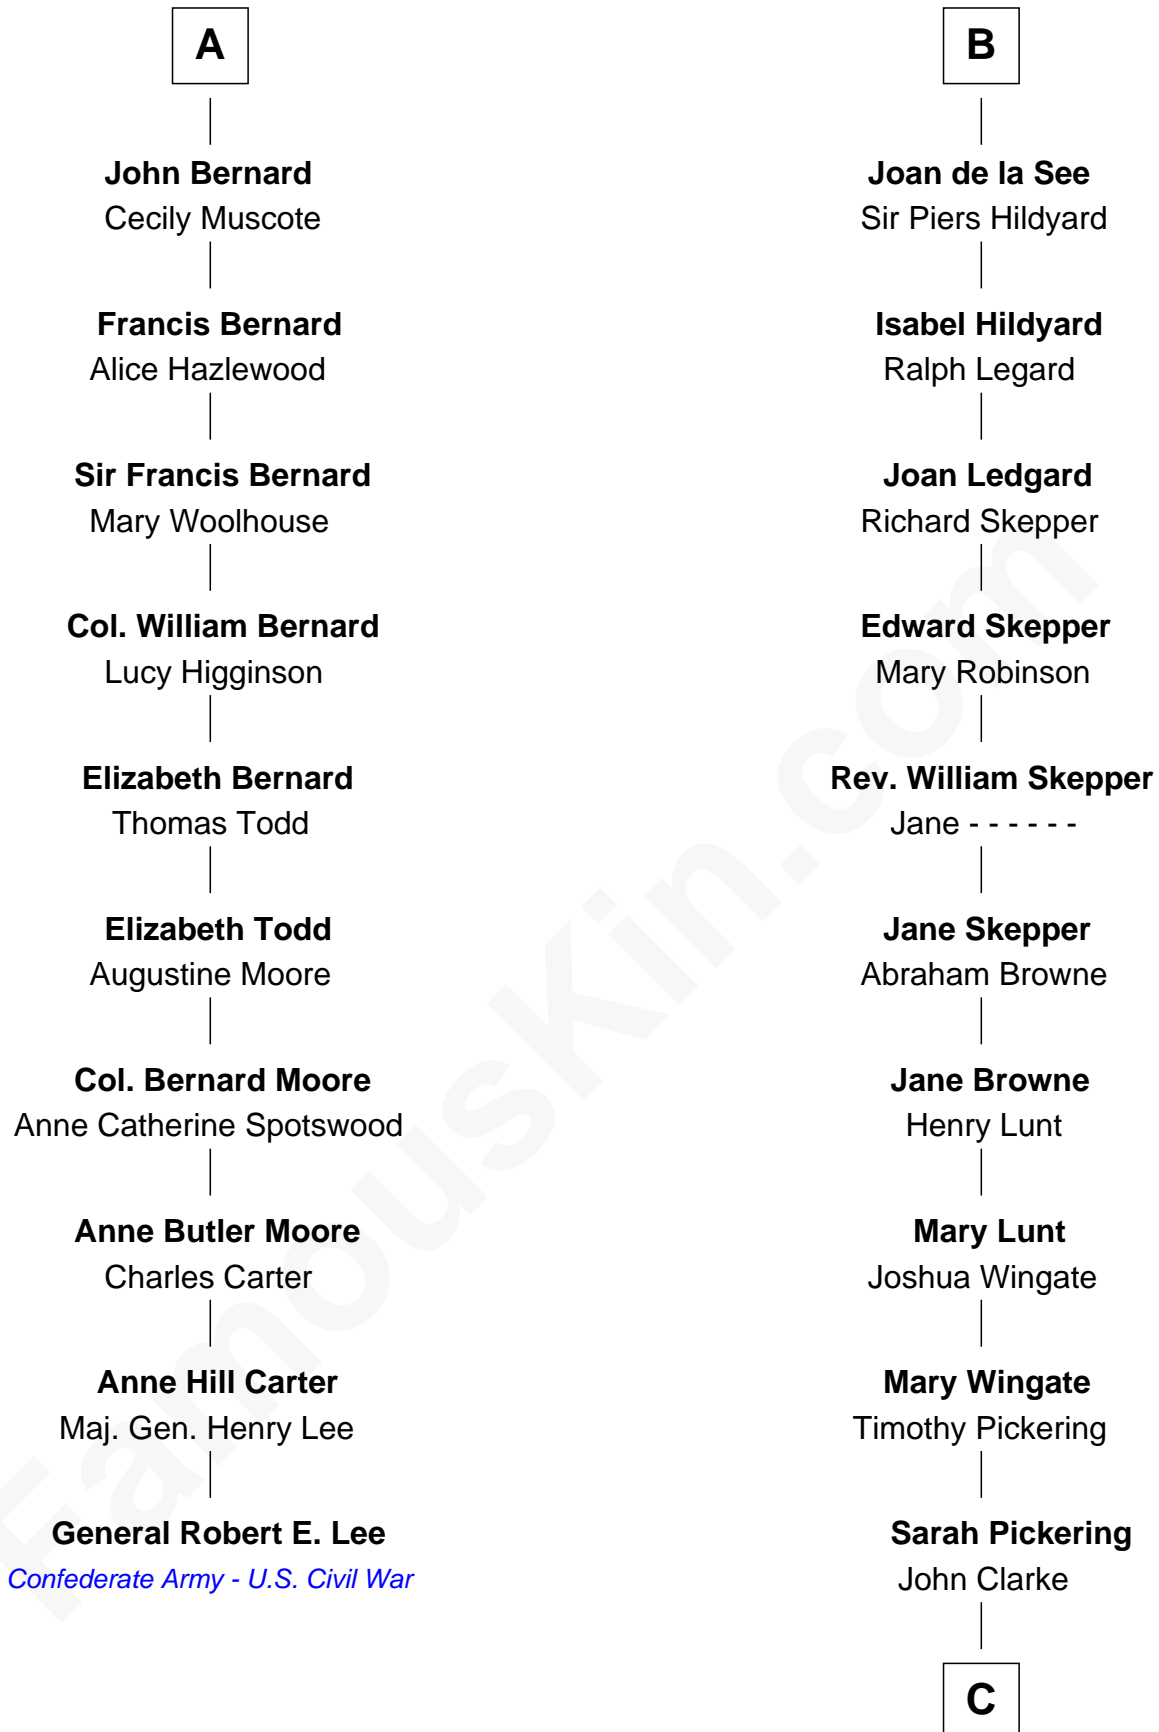 A
John Bernard
Cecily Muscote
Francis Bernard
Alice Hazlewood
Sir Francis Bernard
Mary Woolhouse
Col. William Bernard
Lucy Higginson
Elizabeth Bernard
Thomas Todd
Elizabeth Todd
Augustine Moore
Col. Bernard Moore
Anne Catherine Spotswood
Anne Butler Moore
Charles Carter
Anne Hill Carter
Maj. Gen. Henry Lee
General Robert E. Lee
Confederate Army - U.S. Civil War
B
Joan de la See
Sir Piers Hildyard
Isabel Hildyard
Ralph Legard
Joan Ledgard
Richard Skepper
Edward Skepper
Mary Robinson
Rev. William Skepper
Jane - - - - - -
Jane Skepper
Abraham Browne
Jane Browne
Henry Lunt
Mary Lunt
Joshua Wingate
Mary Wingate
Timothy Pickering
Sarah Pickering
John Clarke
C
FamousKin.com